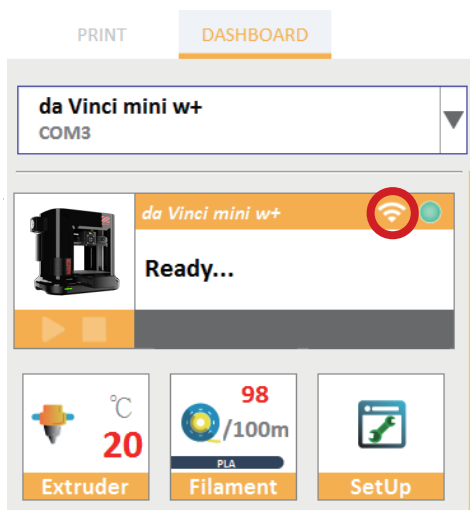 PRINT DASHBOARD
da Vinci mini w+
COM3
da Vinci mini w+
Ready...
℃
20
Extruder
98
/100m
PLA
Filament
SetUp